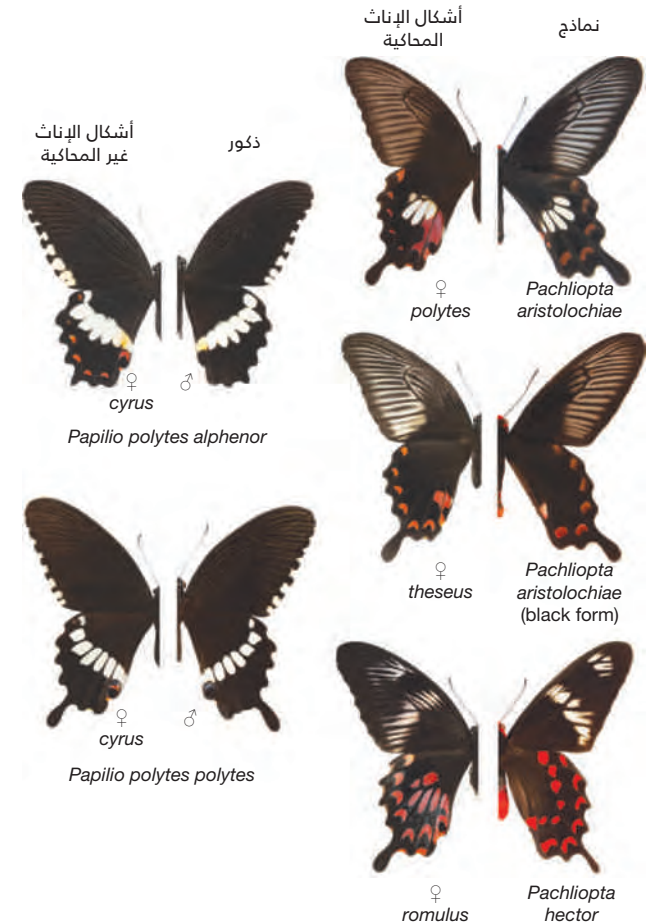 أشكال الإناث
غير المحاكية
ذكور
♀
cyrus
♂
Papilio polytes alphenor
♀
cyrus
♂
Papilio polytes polytes
أشكال الإناث
المحاكية
نماذج
♀
polytes
Pachliopta
aristolochiae
♀
theseus
Pachliopta
aristolochiae
(black form)
♀
romulus
Pachliopta
hector